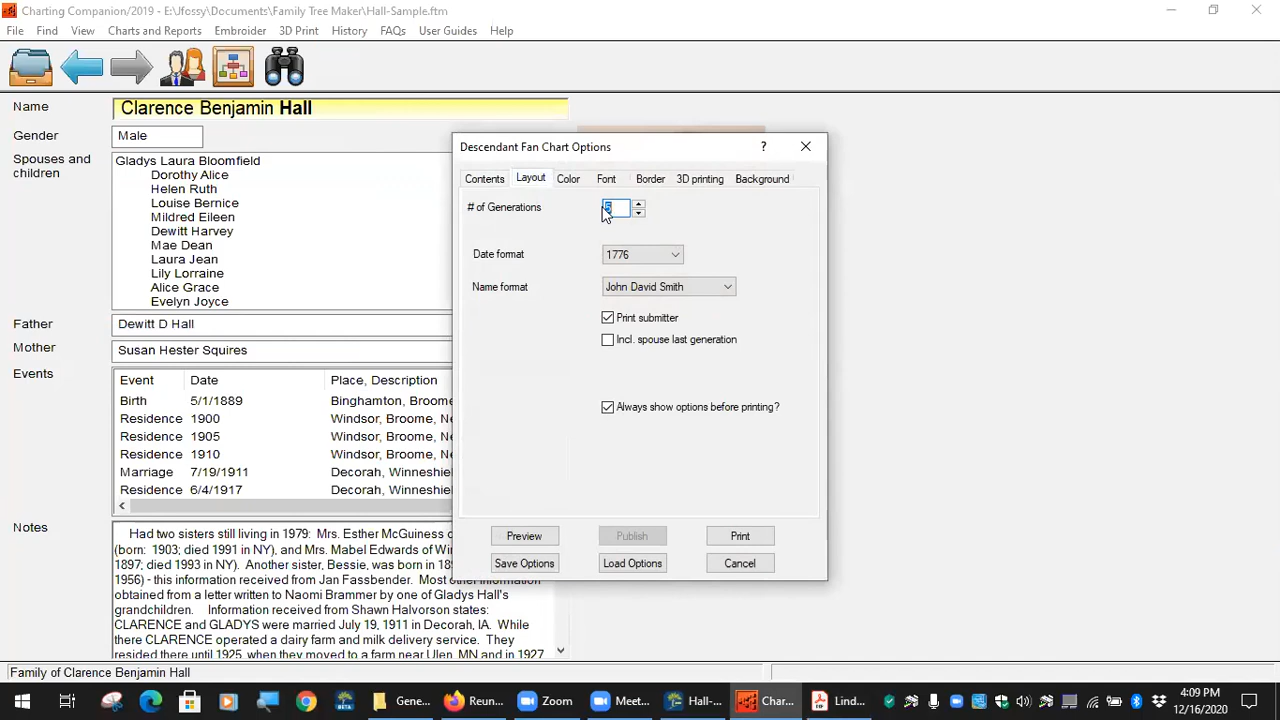 Charting Companion/2019 - E:\Jfossy\Documents\Family Tree Maker\Hall-Sample.ftm
File Find View Charts and Reports Embroider 3D Print History FAQs User Guides Help
Name Clarence Benjamin Hall
Gender Male
Spouses and children
Gladys Laura Bloomfield
Dorothy Alice
Helen Ruth
Louise Bernice
Mildred Eileen
Dewitt Harvey
Mae Dean
Laura Jean
Lily Lorraine
Alice Grace
Evelyn Joyce
Father Dewitt D Hall
Mother Susan Hester Squires
Events
Event Date Place, Description
Birth 5/1/1889 Binghamton, Broome
Residence 1900 Windsor, Broome, Ne
Residence 1905 Windsor, Broome, Ne
Residence 1910 Windsor, Broome, Ne
Marriage 7/19/1911 Decorah, Winneshie
Residence 6/4/1917 Decorah, Winneshie
Notes
Had two sisters still living in 1979: Mrs. Esther McGuiness
(born: 1903; died 1991 in NY), and Mrs. Mabel Edwards of W
1897; died 1993 in NY). Another sister, Bessie, was born in 18
1956) - this information received from Jan Fassbender. Most other information
obtained from a letter written to Naomi Brammer by one of Gladys Hall's
grandchildren. Information received from Shawn Halvorson states:
CLARENCE and GLADYS were married July 19, 1911 in Decorah, IA. While
there CLARENCE operated a dairy farm and milk delivery service. They
resided there until 1925, when they moved to a farm near Ulen, MN and in 1927
Descendant Fan Chart Options ?
Contents Layout Color Font Border 3D printing Background
# of Generations 5
Date format 1776
Name format John David Smith
Print submitter
Incl. spouse last generation
Always show options before printing?
Preview Publish Print
Save Options Load Options Cancel
Family of Clarence Benjamin Hall
BETA Gene... Reun... Zoom Meet... Hall-... Char... Lind...
4:09 PM
12/16/2020